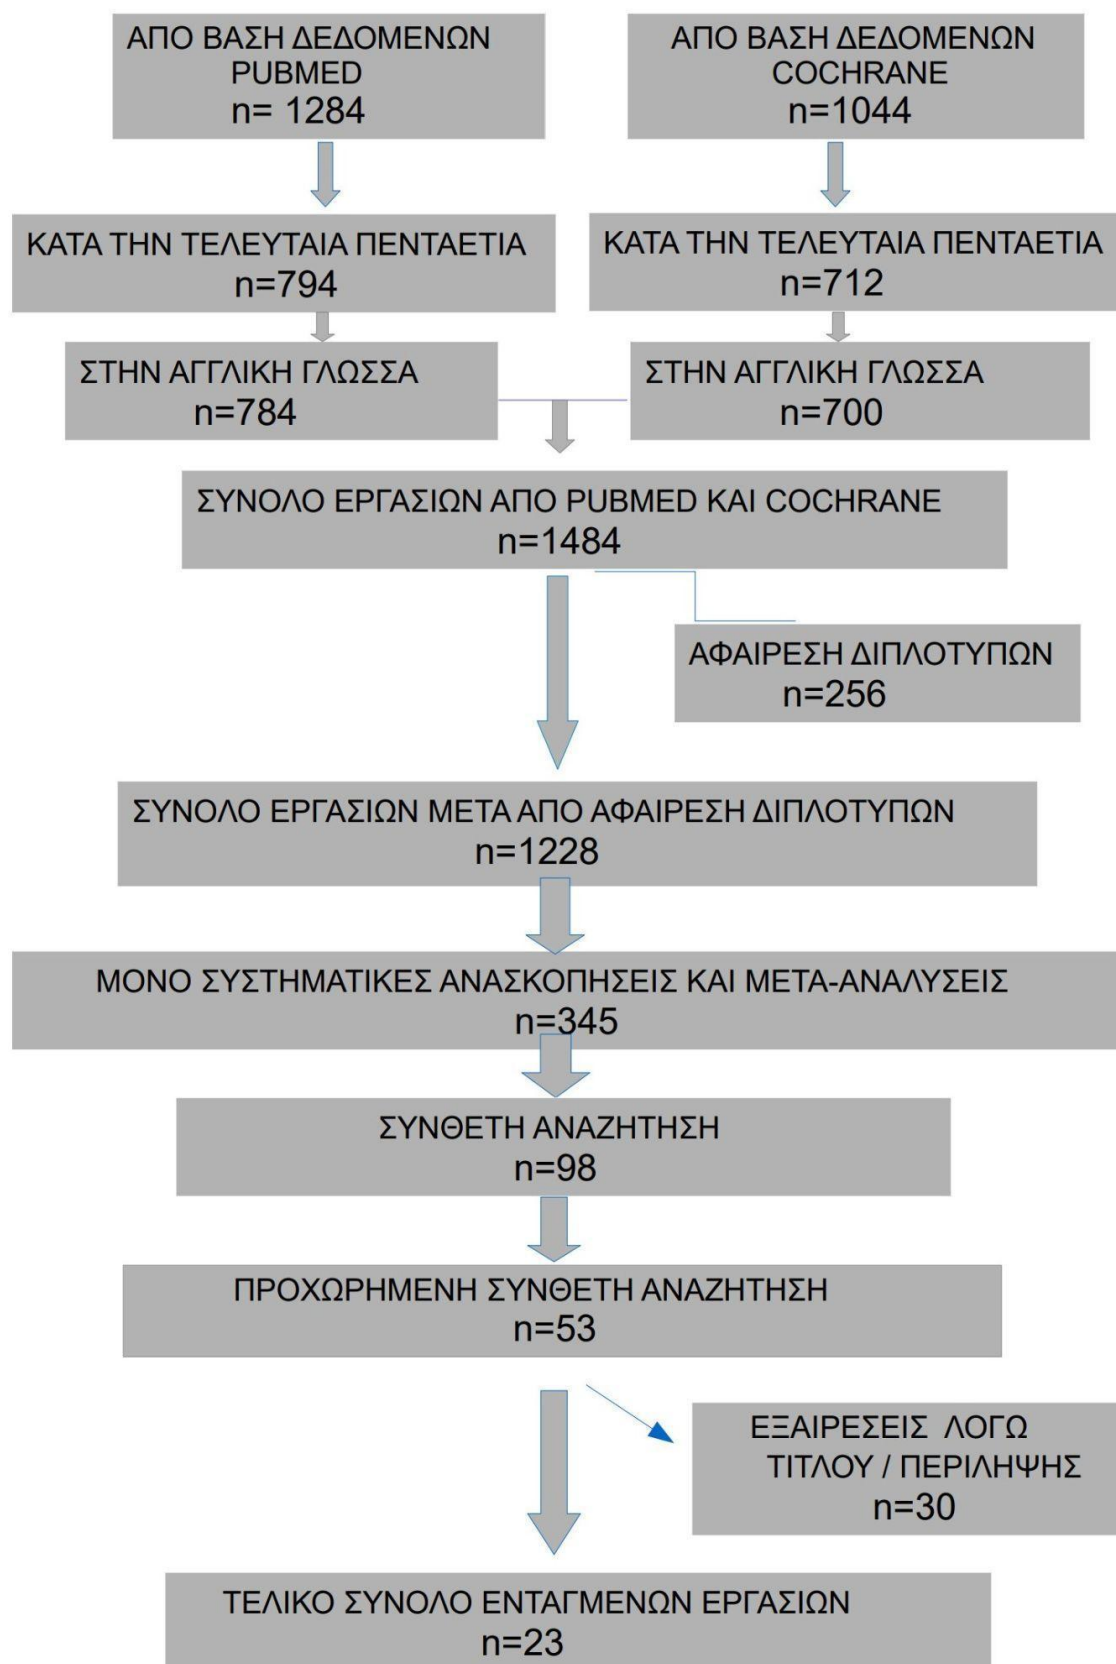 ΑΠΟ ΒΑΣΗ ΔΕΔΟΜΕΝΩΝ
PUBMED
n= 1284
ΑΠΟ ΒΑΣΗ ΔΕΔΟΜΕΝΩΝ
COCHRANE
n=1044
ΚΑΤΑ ΤΗΝ ΤΕΛΕΥΤΑΙΑ ΠΕΝΤΑΕΤΙΑ
n=794
ΚΑΤΑ ΤΗΝ ΤΕΛΕΥΤΑΙΑ ΠΕΝΤΑΕΤΙΑ
n=712
ΣΤΗΝ ΑΓΓΛΙΚΗ ΓΛΩΣΣΑ
n=784
ΣΤΗΝ ΑΓΓΛΙΚΗ ΓΛΩΣΣΑ
n=700
ΣΥΝΟΛΟ ΕΡΓΑΣΙΩΝ ΑΠΟ PUBMED ΚΑΙ COCHRANE
n=1484
ΑΦΑΙΡΕΣΗ ΔΙΠΛΟΤΥΠΩΝ
n=256
ΣΥΝΟΛΟ ΕΡΓΑΣΙΩΝ ΜΕΤΑ ΑΠΟ ΑΦΑΙΡΕΣΗ ΔΙΠΛΟΤΥΠΩΝ
n=1228
ΜΟΝΟ ΣΥΣΤΗΜΑΤΙΚΕΣ ΑΝΑΣΚΟΠΗΣΕΙΣ ΚΑΙ ΜΕΤΑ-ΑΝΑΛΥΣΕΙΣ
n=345
ΣΥΝΘΕΤΗ ΑΝΑΖΗΤΗΣΗ
n=98
ΠΡΟΧΩΡΗΜΕΝΗ ΣΥΝΘΕΤΗ ΑΝΑΖΗΤΗΣΗ
n=53
ΕΞΑΙΡΕΣΕΙΣ ΛΟΓΩ
ΤΙΤΛΟΥ / ΠΕΡΙΛΗΨΗΣ
n=30
ΤΕΛΙΚΟ ΣΥΝΟΛΟ ΕΝΤΑΓΜΕΝΩΝ ΕΡΓΑΣΙΩΝ
n=23